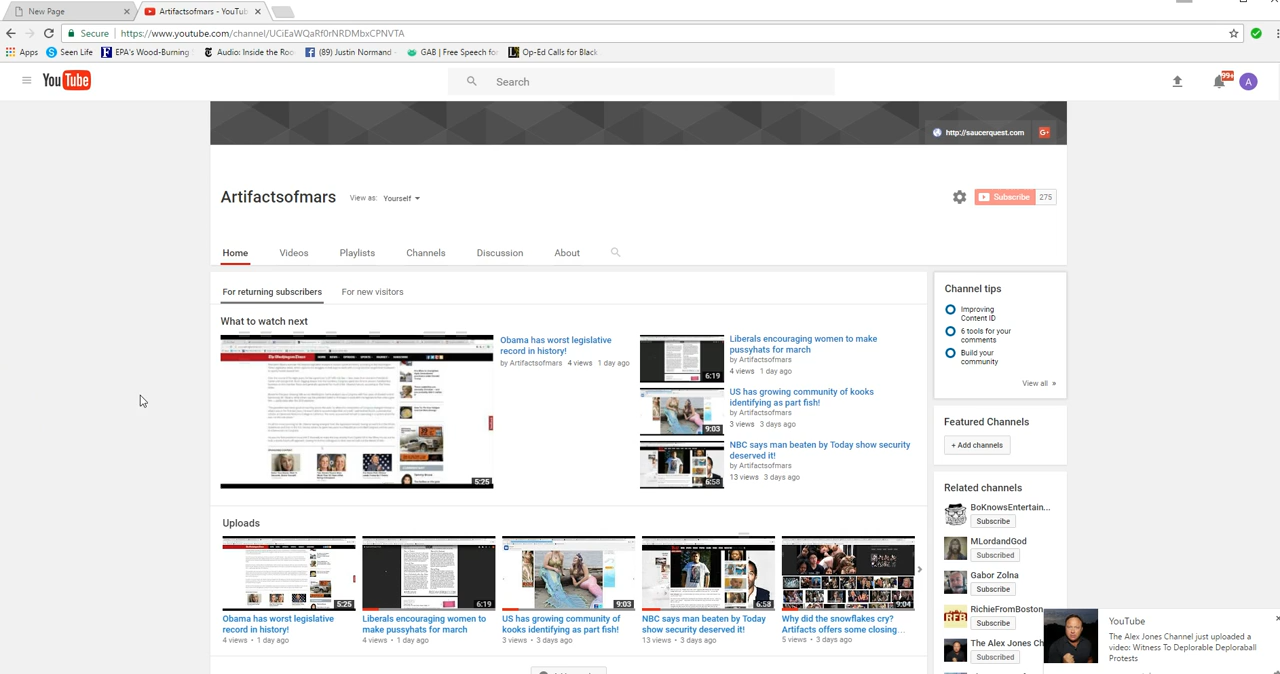 New Page
Artifactsofmars - YouTub
Secure
https://www.youtube.com/channel/UCiEaWQaRf0rNRDMbxCPNVTA
Apps
Seen Life
EPA's Wood-Burning
Audio: Inside the Roo
(89) Justin Normand -
GAB | Free Speech for
Op-Ed Calls for Black
YouTube
Search
99+
A
http://saucerquest.com
G+
Artifactsofmars
View as: Yourself
Subscribe 275
Home
Videos
Playlists
Channels
Discussion
About
For returning subscribers
For new visitors
What to watch next
5:25
Obama has worst legislative
record in history!
by Artifactsofmars 4 views 1 day ago
6:19
Liberals encouraging women to make
pussyhats for march
by Artifactsofmars
4 views 1 day ago
9:03
US has growing community of kooks
identifying as part fish!
by Artifactsofmars
3 views 3 days ago
6:58
NBC says man beaten by Today show security
deserved it!
by Artifactsofmars
13 views 3 days ago
Uploads
5:25
Obama has worst legislative
record in history!
4 views • 1 day ago
6:19
Liberals encouraging women to
make pussyhats for march
4 views • 1 day ago
9:03
US has growing community of
kooks identifying as part fish!
3 views • 3 days ago
6:58
NBC says man beaten by Today
show security deserved it!
13 views • 3 days ago
9:04
Why did the snowflakes cry?
Artifacts offers some closing...
5 views • 3 days ago
Channel tips
Improving
Content ID
6 tools for your
comments
Build your
community
View all »
Featured Channels
+ Add channels
Related channels
BoKnowsEntertain...
Subscribe
MLordandGod
Subscribed
Gabor Zolna
Subscribe
RFB
RichieFromBoston
Subscribe
The Alex Jones Ch
Subscribed
YouTube
The Alex Jones Channel just uploaded a
video: Witness To Deplorable Deploraball
Protests